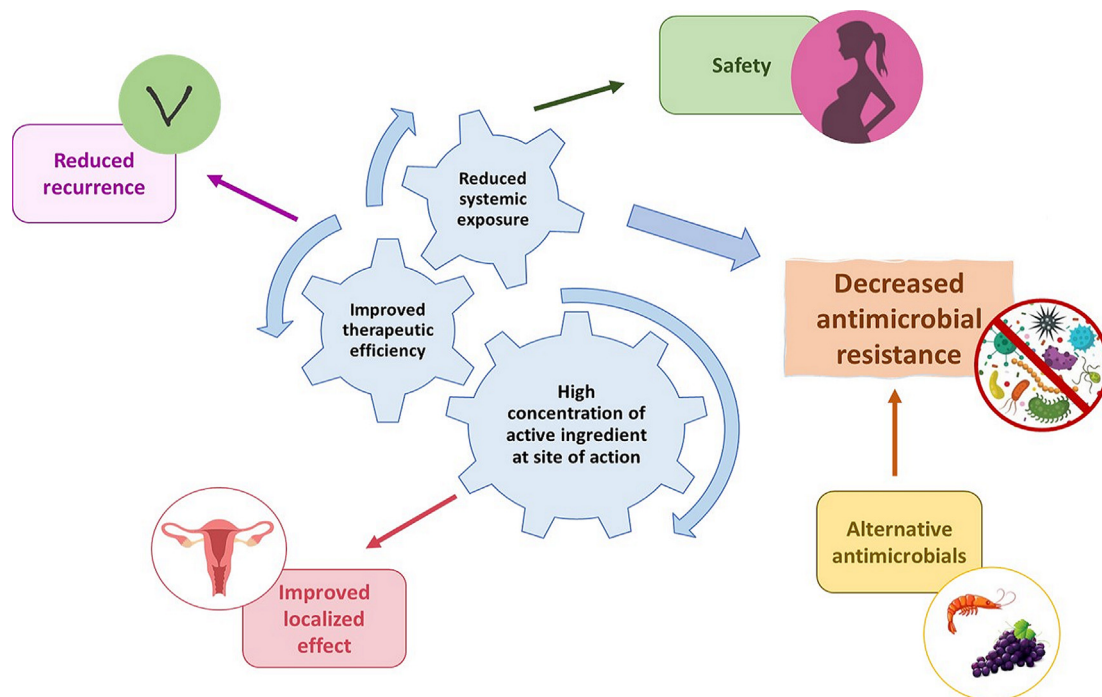 Safety
Reduced
recurrence
Reduced
systemic
exposure
Improved
therapeutic
efficiency
High
concentration of
active ingredient
at site of action
Decreased
antimicrobial
resistance
Alternative
antimicrobials
Improved
localized
effect